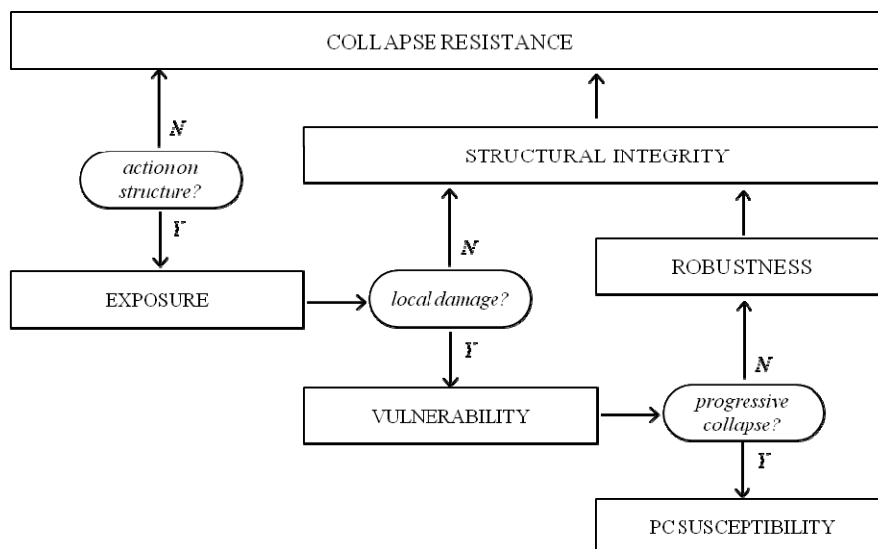 COLLAPSE RESISTANCE
N
STRUCTURAL INTEGRITY
action on
structure?
Y
N
ROBUSTNESS
EXPOSURE
local damage?
Y
N
VULNERABILITY
progressive
collapse?
Y
PC SUSCEPTIBILITY